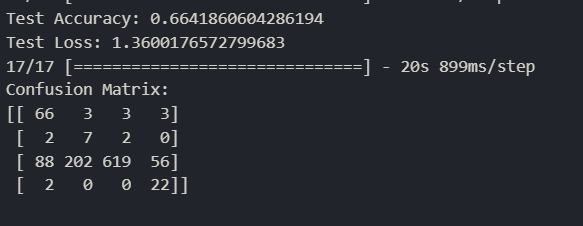 Test Accuracy: 0.6641860604286194
Test Loss: 1.3600176572799683
17/17 [==============================] - 20s 899ms/step
Confusion Matrix:
[[ 66   3   3   3]
 [  2   7   2   0]
 [ 88 202 619  56]
 [  2   0   0  22]]